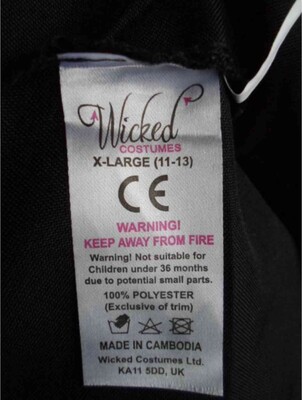 Wicked
COSTUMES
X-LARGE (11-13)
CE
WARNING!
KEEP AWAY FROM FIRE
Warning! Not suitable for
Children under 36 months
due to potential small parts.
100% POLYESTER
(Exclusive of trim)
MADE IN CAMBODIA
Wicked Costumes Ltd.
KA11 5DD, UK